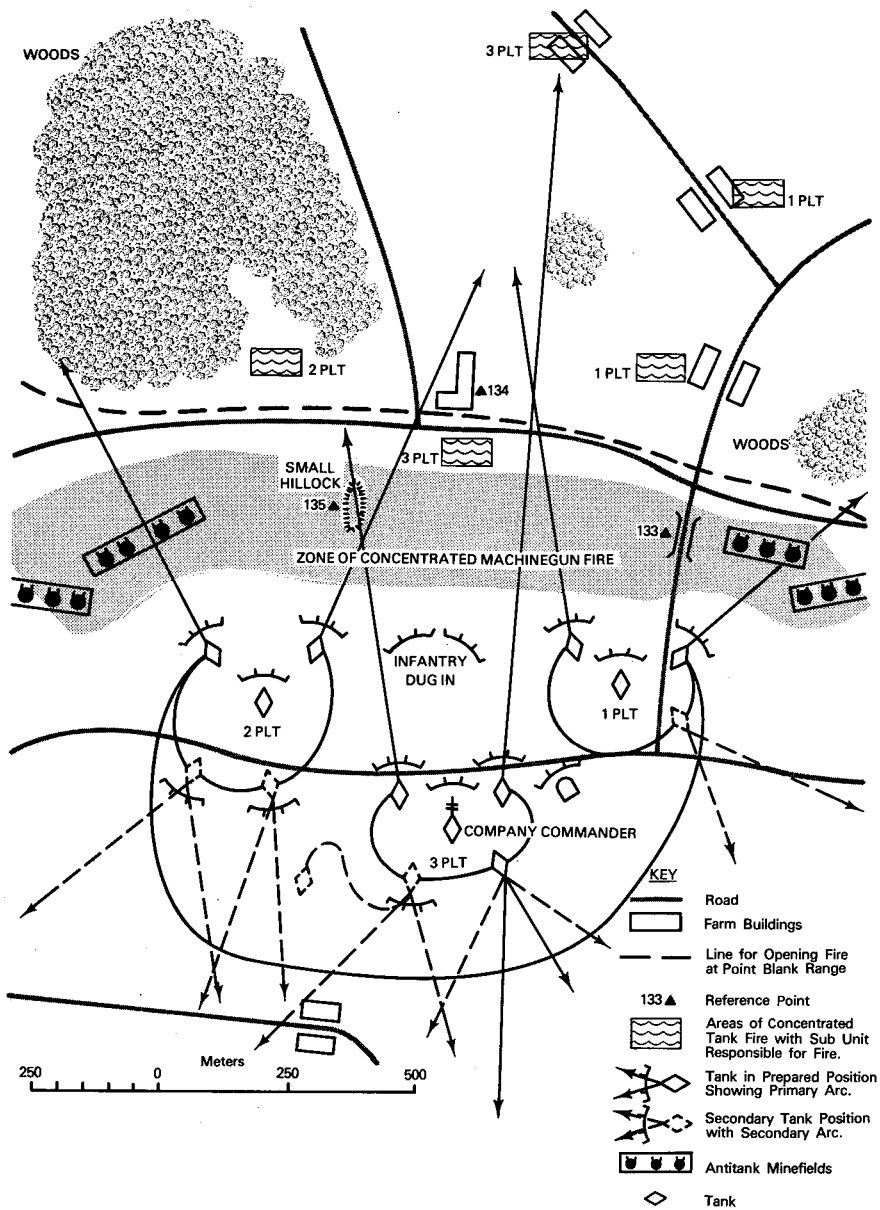 WOODS
3 PLT
1 PLT
2 PLT
134
1 PLT
3 PLT
WOODS
SMALL
HILLOCK
135
133
ZONE OF CONCENTRATED MACHINEGUN FIRE
INFANTRY
DUG IN
2 PLT
1 PLT
COMPANY COMMANDER
3 PLT
KEY
Road
Farm Buildings
Line for Opening Fire
at Point Blank Range
133 Reference Point
Areas of Concentrated
Tank Fire with Sub Unit
Responsible for Fire.
Tank in Prepared Position
Showing Primary Arc.
Secondary Tank Position
with Secondary Arc.
Antitank Minefields
Tank
Meters
250 0 250 500